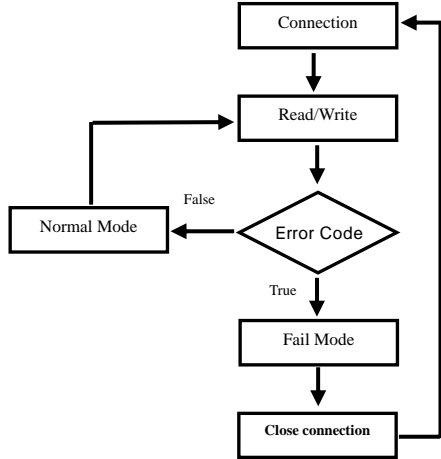 Connection
Read/Write
False
Normal Mode
Error Code
True
Fail Mode
Close connection